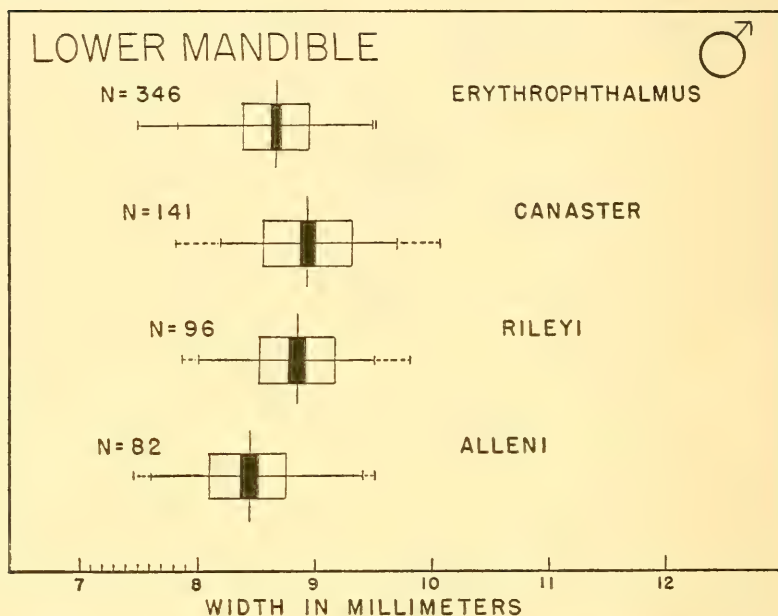 LOWER MANDIBLE
N= 346 ERYTHROPHTHALMUS
N= 141 CANASTER
N= 96 RILEYI
N= 82 ALLENI
7 8 9 10 11 12
WIDTH IN MILLIMETERS